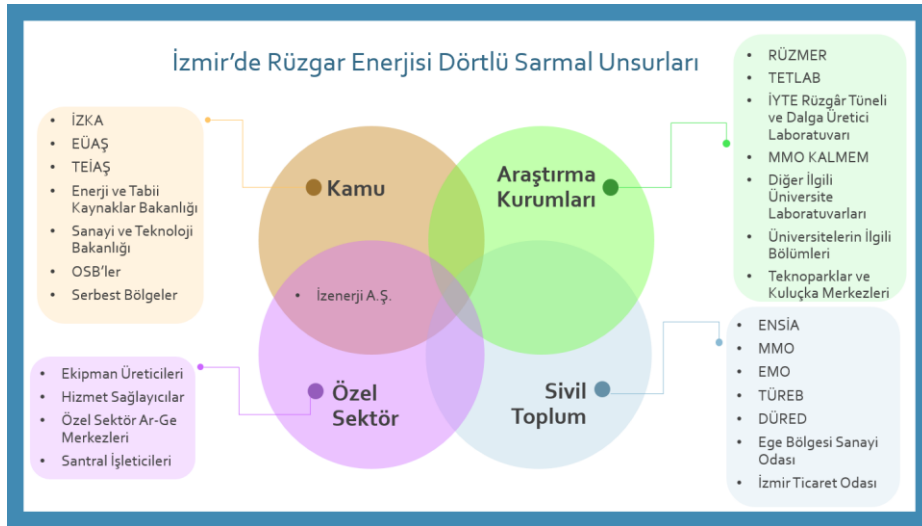 İzmir’de Rüzgar Enerjisi Dörtlü Sarmal Unsurları
• İZKA
• EÜAŞ
• TEİAŞ
• Enerji ve Tabii
Kaynaklar Bakanlığı
• Sanayi ve Teknoloji
Bakanlığı
• OSB’ler
• Serbest Bölgeler
Kamu
Araştırma
Kurumları
• RÜZMER
• TETLAB
• İYTE Rüzgâr Tüneli
ve Dalga Üretici
Laboratuvarı
• MMO KALMEM
• Diğer İlgili
Üniversite
Laboratuvarları
• Üniversitelerin İlgili
Bölümleri
• Teknoparklar ve
Kuluçka Merkezleri
• İzenerji A.Ş.
• Ekipman Üreticileri
• Hizmet Sağlayıcılar
• Özel Sektör Ar-Ge
Merkezleri
• Santral İşleticileri
Özel
Sektör
Sivil
Toplum
• ENSİA
• MMO
• EMO
• TÜREB
• DÜRED
• Ege Bölgesi Sanayi
Odası
• İzmir Ticaret Odası